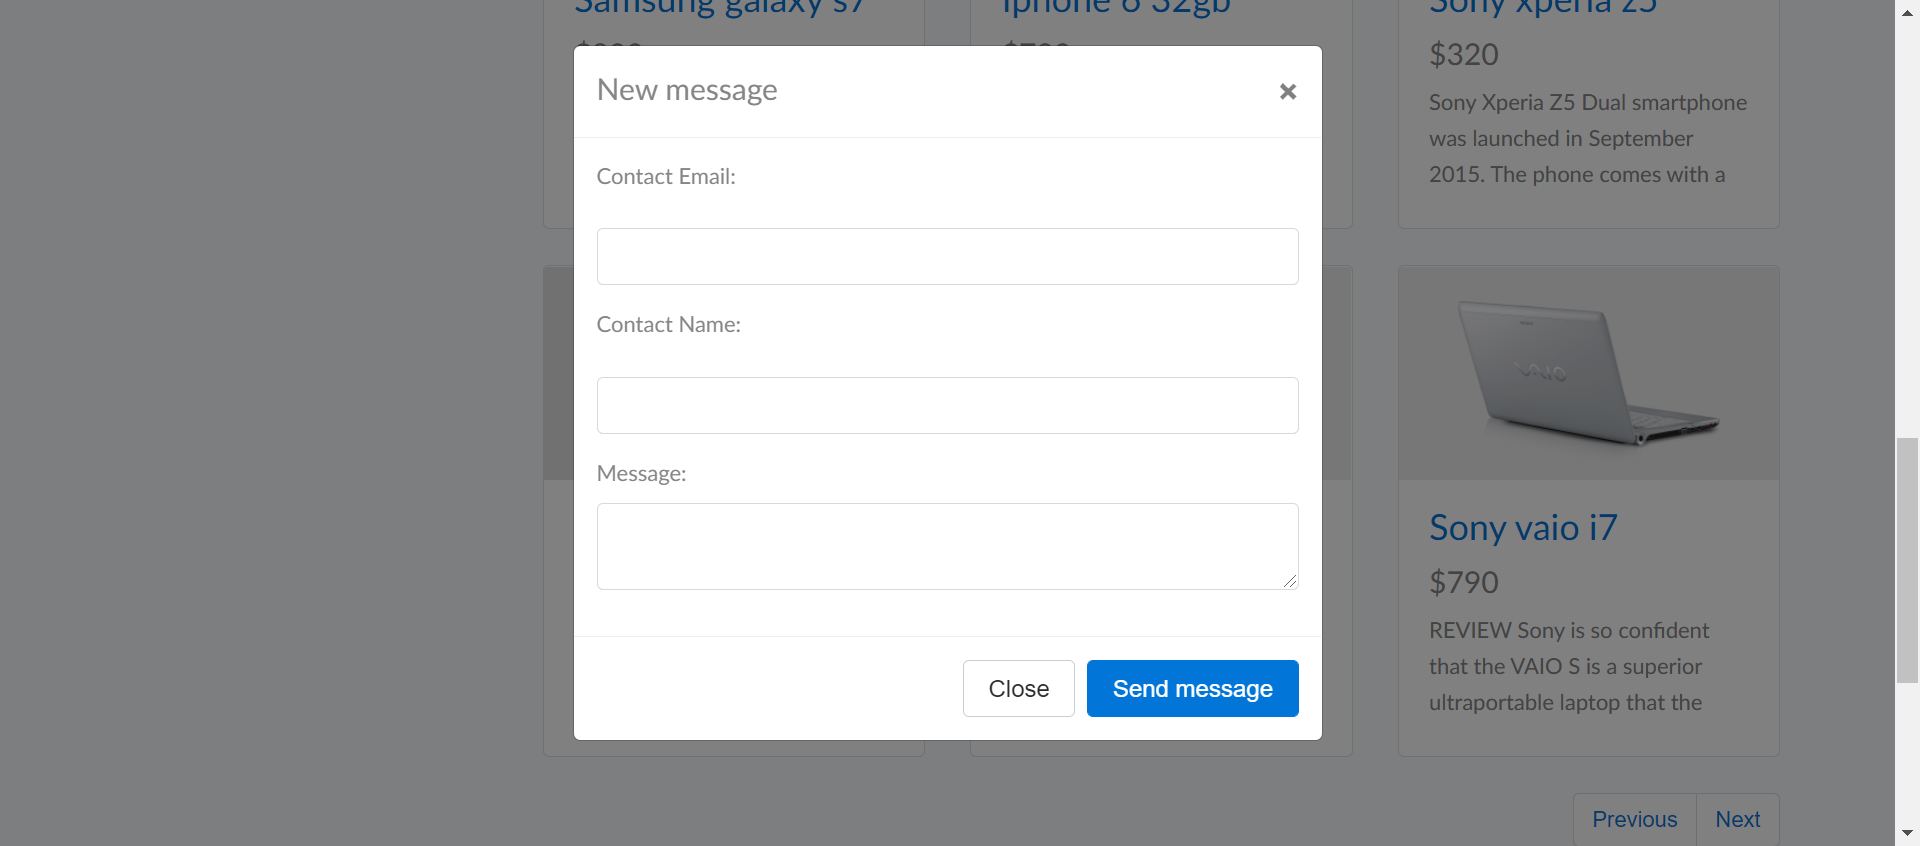 Samsung galaxy s7
Iphone 6 32gb
Sony xperia z5
$320
Sony Xperia Z5 Dual smartphone
was launched in September
2015. The phone comes with a
New message
×
Contact Email:
Contact Name:
Message:
Close
Send message
VAIO
Sony vaio i7
$790
REVIEW Sony is so confident
that the VAIO S is a superior
ultraportable laptop that the
Previous
Next